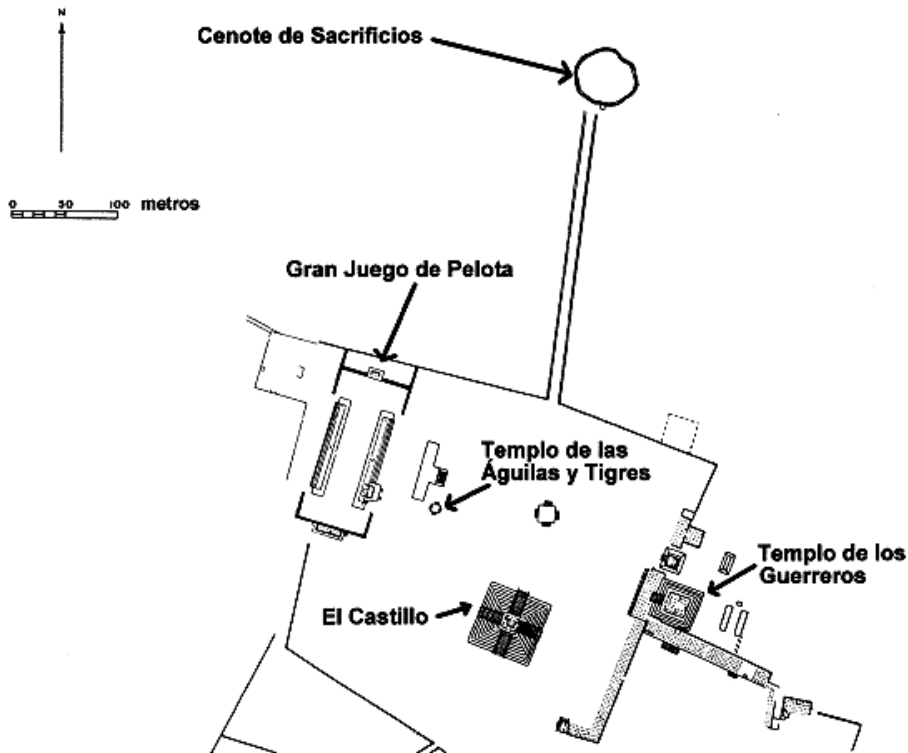 N
Cenote de Sacrificios
0 50 100 metros
Gran Juego de Pelota
Templo de las
Águilas y Tigres
Templo de los
Guerreros
El Castillo